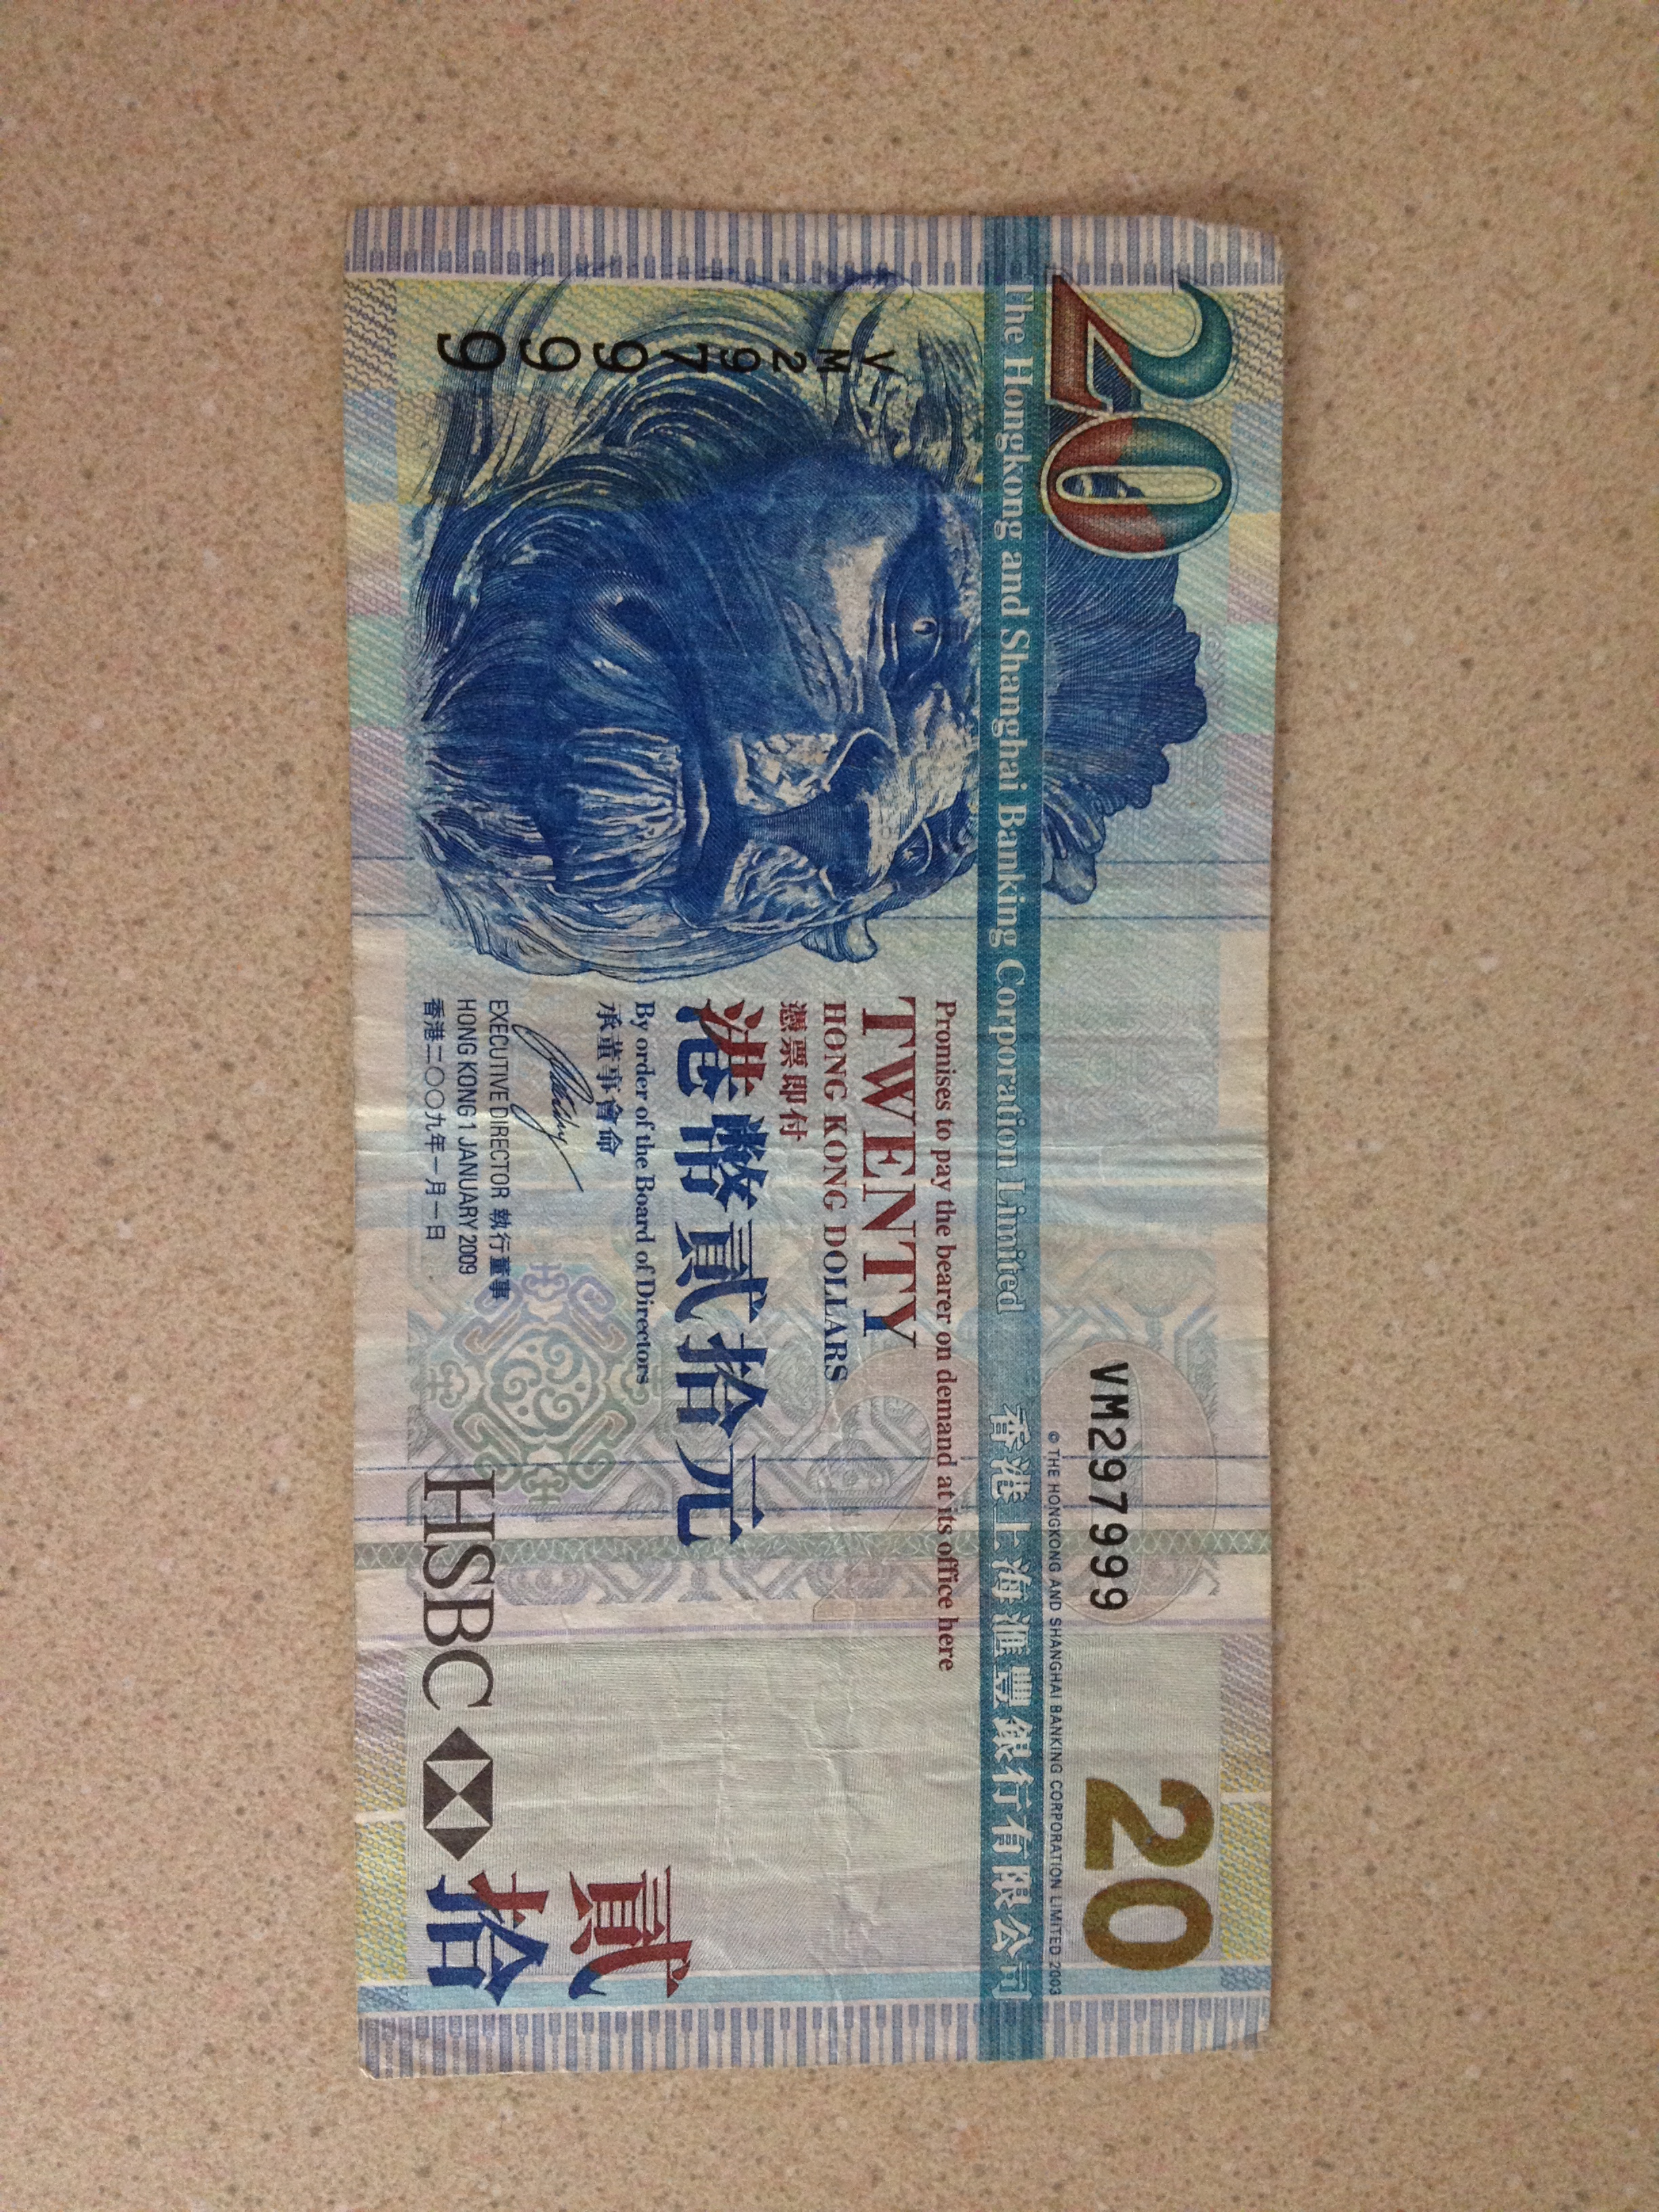 20
The Hongkong and Shanghai Banking Corporation Limited 香港上海滙豐銀行有限公司
VM297999
© THE HONGKONG AND SHANGHAI BANKING CORPORATION LIMITED 2003
20
VM297999
Promises to pay the bearer on demand at its office here
TWENTY
HONG KONG DOLLARS
憑票即付
港幣貳拾元
By order of the Board of Directors
承董事會命
EXECUTIVE DIRECTOR 執行董事
HONG KONG 1 JANUARY 2009
香港二〇〇九年一月一日
HSBC
貳
拾